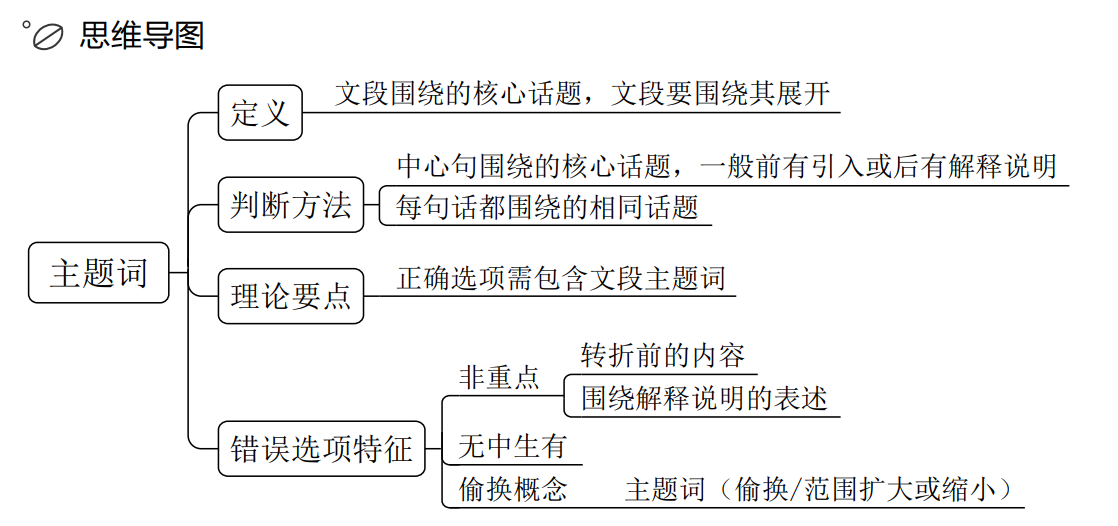 思维导图
主题词
定义
文段围绕的核心话题，文段要围绕其展开
判断方法
中心句围绕的核心话题，一般前有引入或后有解释说明
每句话都围绕的相同话题
理论要点
正确选项需包含文段主题词
错误选项特征
非重点
转折前的内容
围绕解释说明的表述
无中生有
偷换概念 主题词（偷换/范围扩大或缩小）